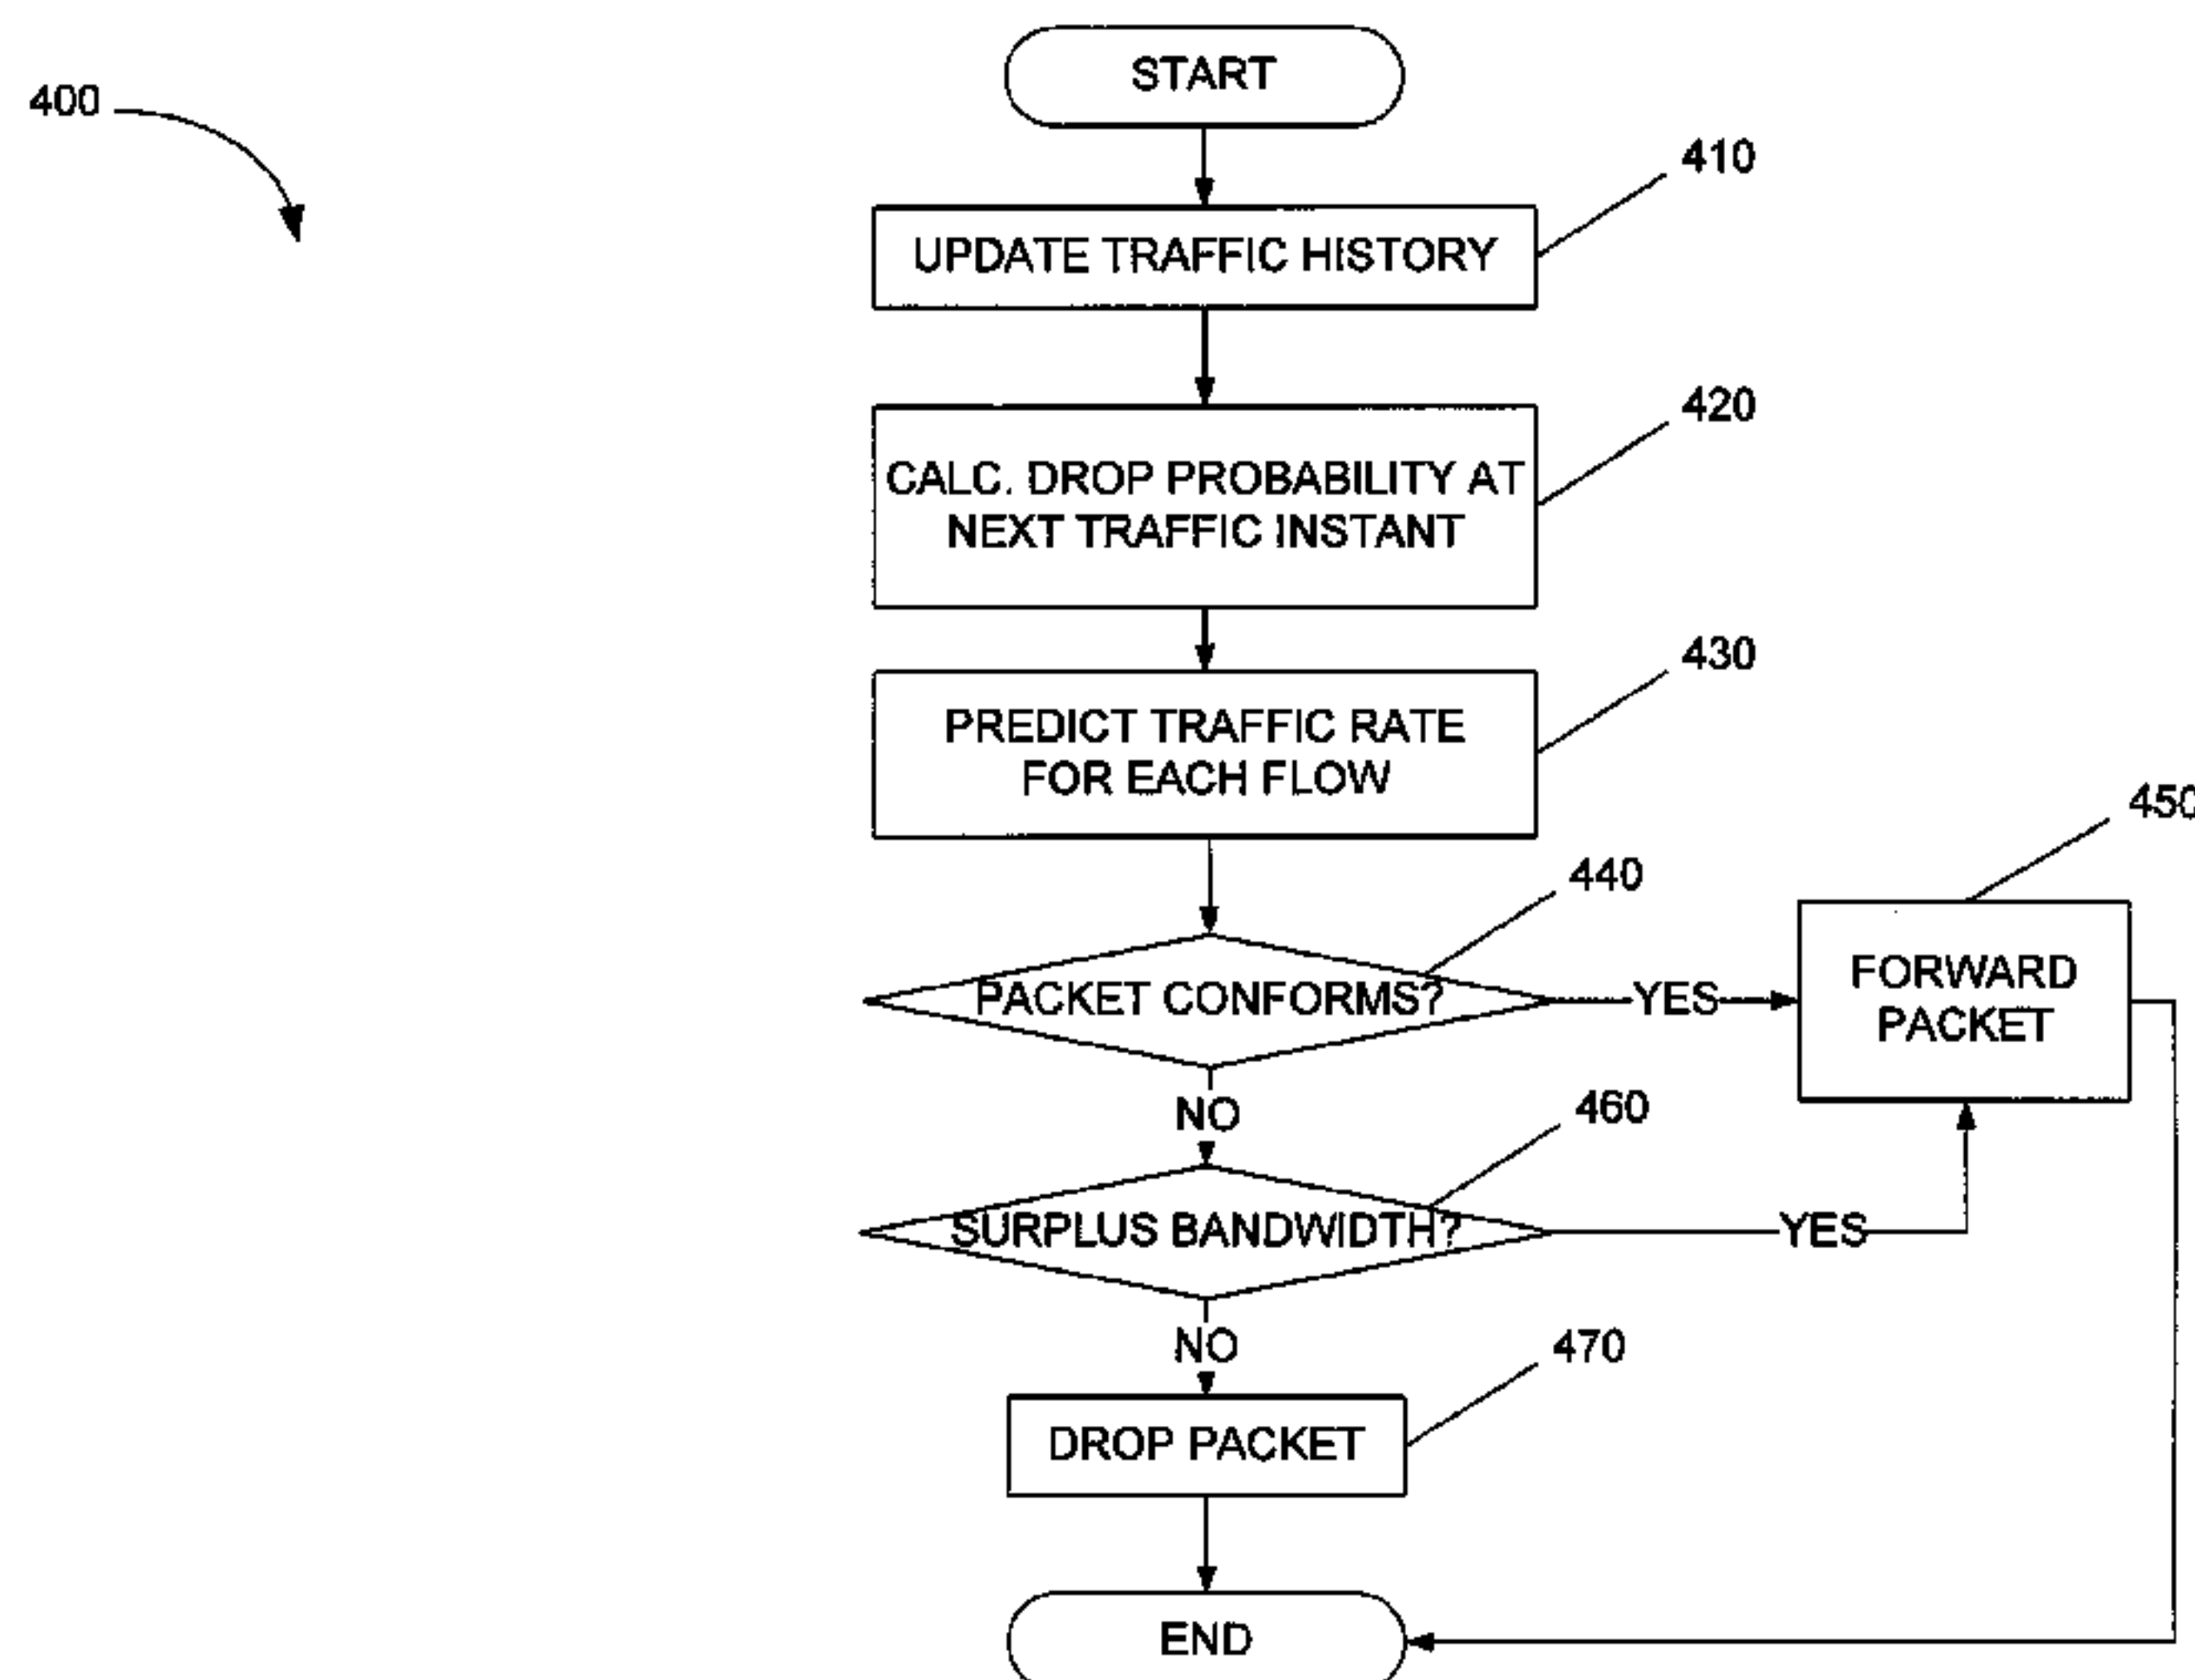 START
400
410
UPDATE TRAFFIC HISTORY
420
CALC. DROP PROBABILITY AT
NEXT TRAFFIC INSTANT
430
PREDICT TRAFFIC RATE
FOR EACH FLOW
450
440
FORWARD
PACKET
PACKET CONFORMS?
YES
NO
460
SURPLUS BANDWIDTH?
YES
NO
470
DROP PACKET
END